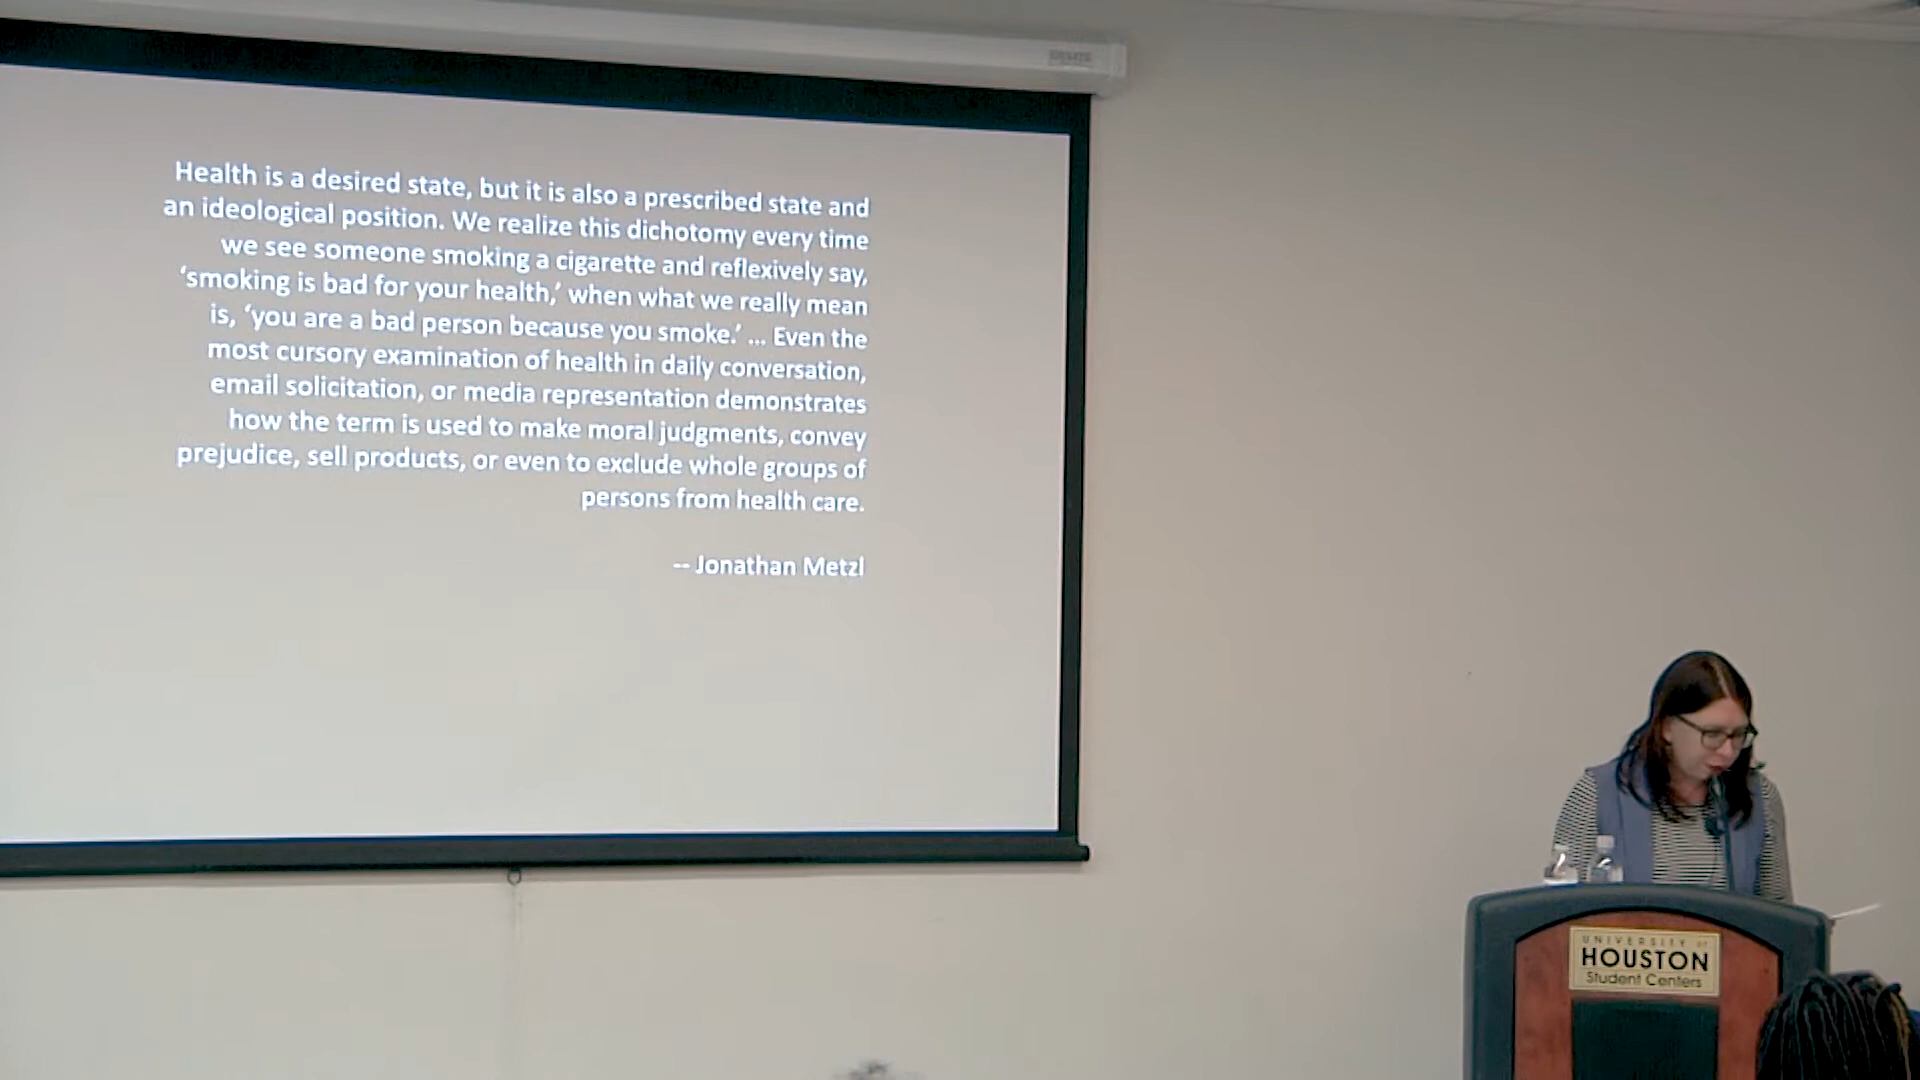 Health is a desired state, but it is also a prescribed state and
an ideological position. We realize this dichotomy every time
we see someone smoking a cigarette and reflexively say,
‘smoking is bad for your health,’ when what we really mean
is, ‘you are a bad person because you smoke.’ ... Even the
most cursory examination of health in daily conversation,
email solicitation, or media representation demonstrates
how the term is used to make moral judgments, convey
prejudice, sell products, or even to exclude whole groups of
persons from health care.
-- Jonathan Metzl
UNIVERSITY of
HOUSTON
Student Centers